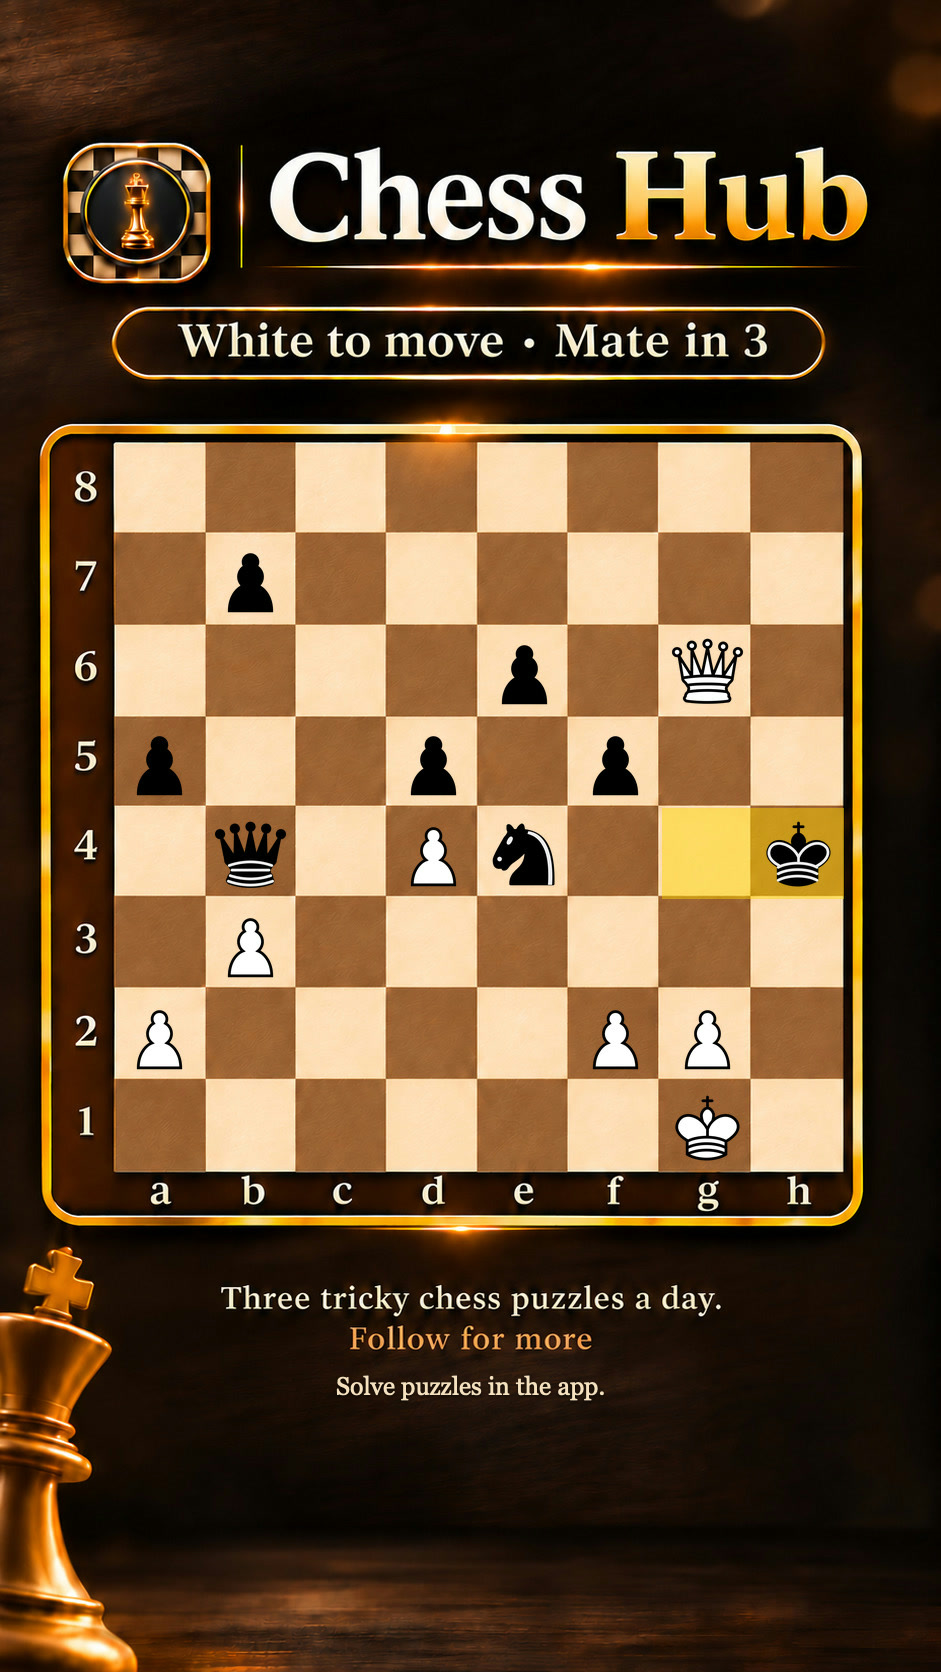 Chess Hub
White to move • Mate in 3
8
7
6
5
4
3
2
1
a b c d e f g h
Three tricky chess puzzles a day.
Follow for more
Solve puzzles in the app.